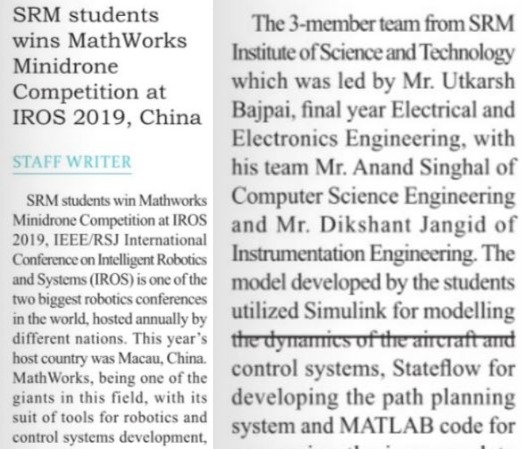 SRM students
wins MathWorks
Minidrone
Competition at
IROS 2019, China
STAFF WRITER
SRM students win Mathworks
Minidrone Competition at IROS
2019, IEEE/RSJ International
Conference on Intelligent Robotics
and Systems (IROS) is one of the
two biggest robotics conferences
in the world, hosted annually by
different nations. This year's
host country was Macau, China.
MathWorks, being one of the
giants in this field, with its
suit of tools for robotics and
control systems development,
The 3-member team from SRM
Institute of Science and Technology
which was led by Mr. Utkarsh
Bajpai, final year Electrical and
Electronics Engineering, with
his team Mr. Anand Singhal of
Computer Science Engineering
and Mr. Dikshant Jangid of
Instrumentation Engineering. The
model developed by the students
utilized Simulink for modelling
the dynamics of the aircraft and
control systems, Stateflow for
developing the path planning
system and MATLAB code for